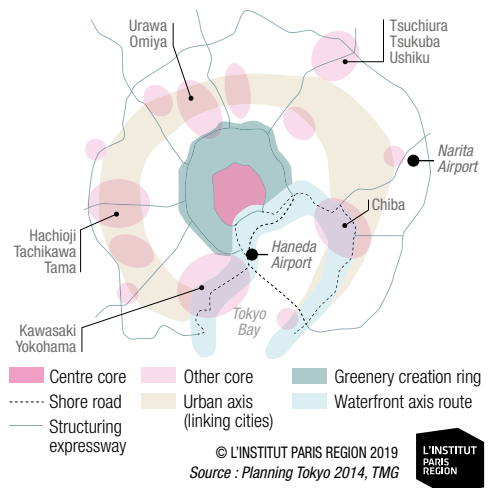 Urawa
Omiya
Tsuchiura
Tsukuba
Ushiku
Narita
Airport
Chiba
Hachioji
Tachikawa
Tama
Haneda
Airport
Kawasaki
Yokohama
Tokyo
Bay
Centre core
Other core
Greenery creation ring
Shore road
Urban axis
(linking cities)
Waterfront axis route
Structuring
expressway
© L'INSTITUT PARIS REGION 2019
Source : Planning Tokyo 2014, TMG
L'INSTITUT
PARIS
REGION